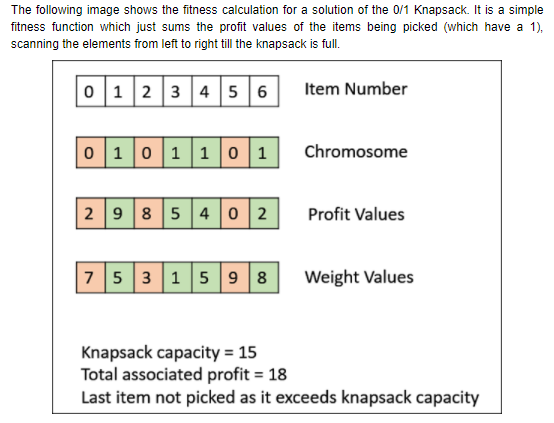 The following image shows the fitness calculation for a solution of the 0/1 Knapsack. It is a simple
fitness function which just sums the profit values of the items being picked (which have a 1),
scanning the elements from left to right till the knapsack is full.
0 1 2 3 4 5 6 Item Number
0 1 0 1 1 0 1 Chromosome
2 9 8 5 4 0 2 Profit Values
7 5 3 1 5 9 8 Weight Values
Knapsack capacity = 15
Total associated profit = 18
Last item not picked as it exceeds knapsack capacity